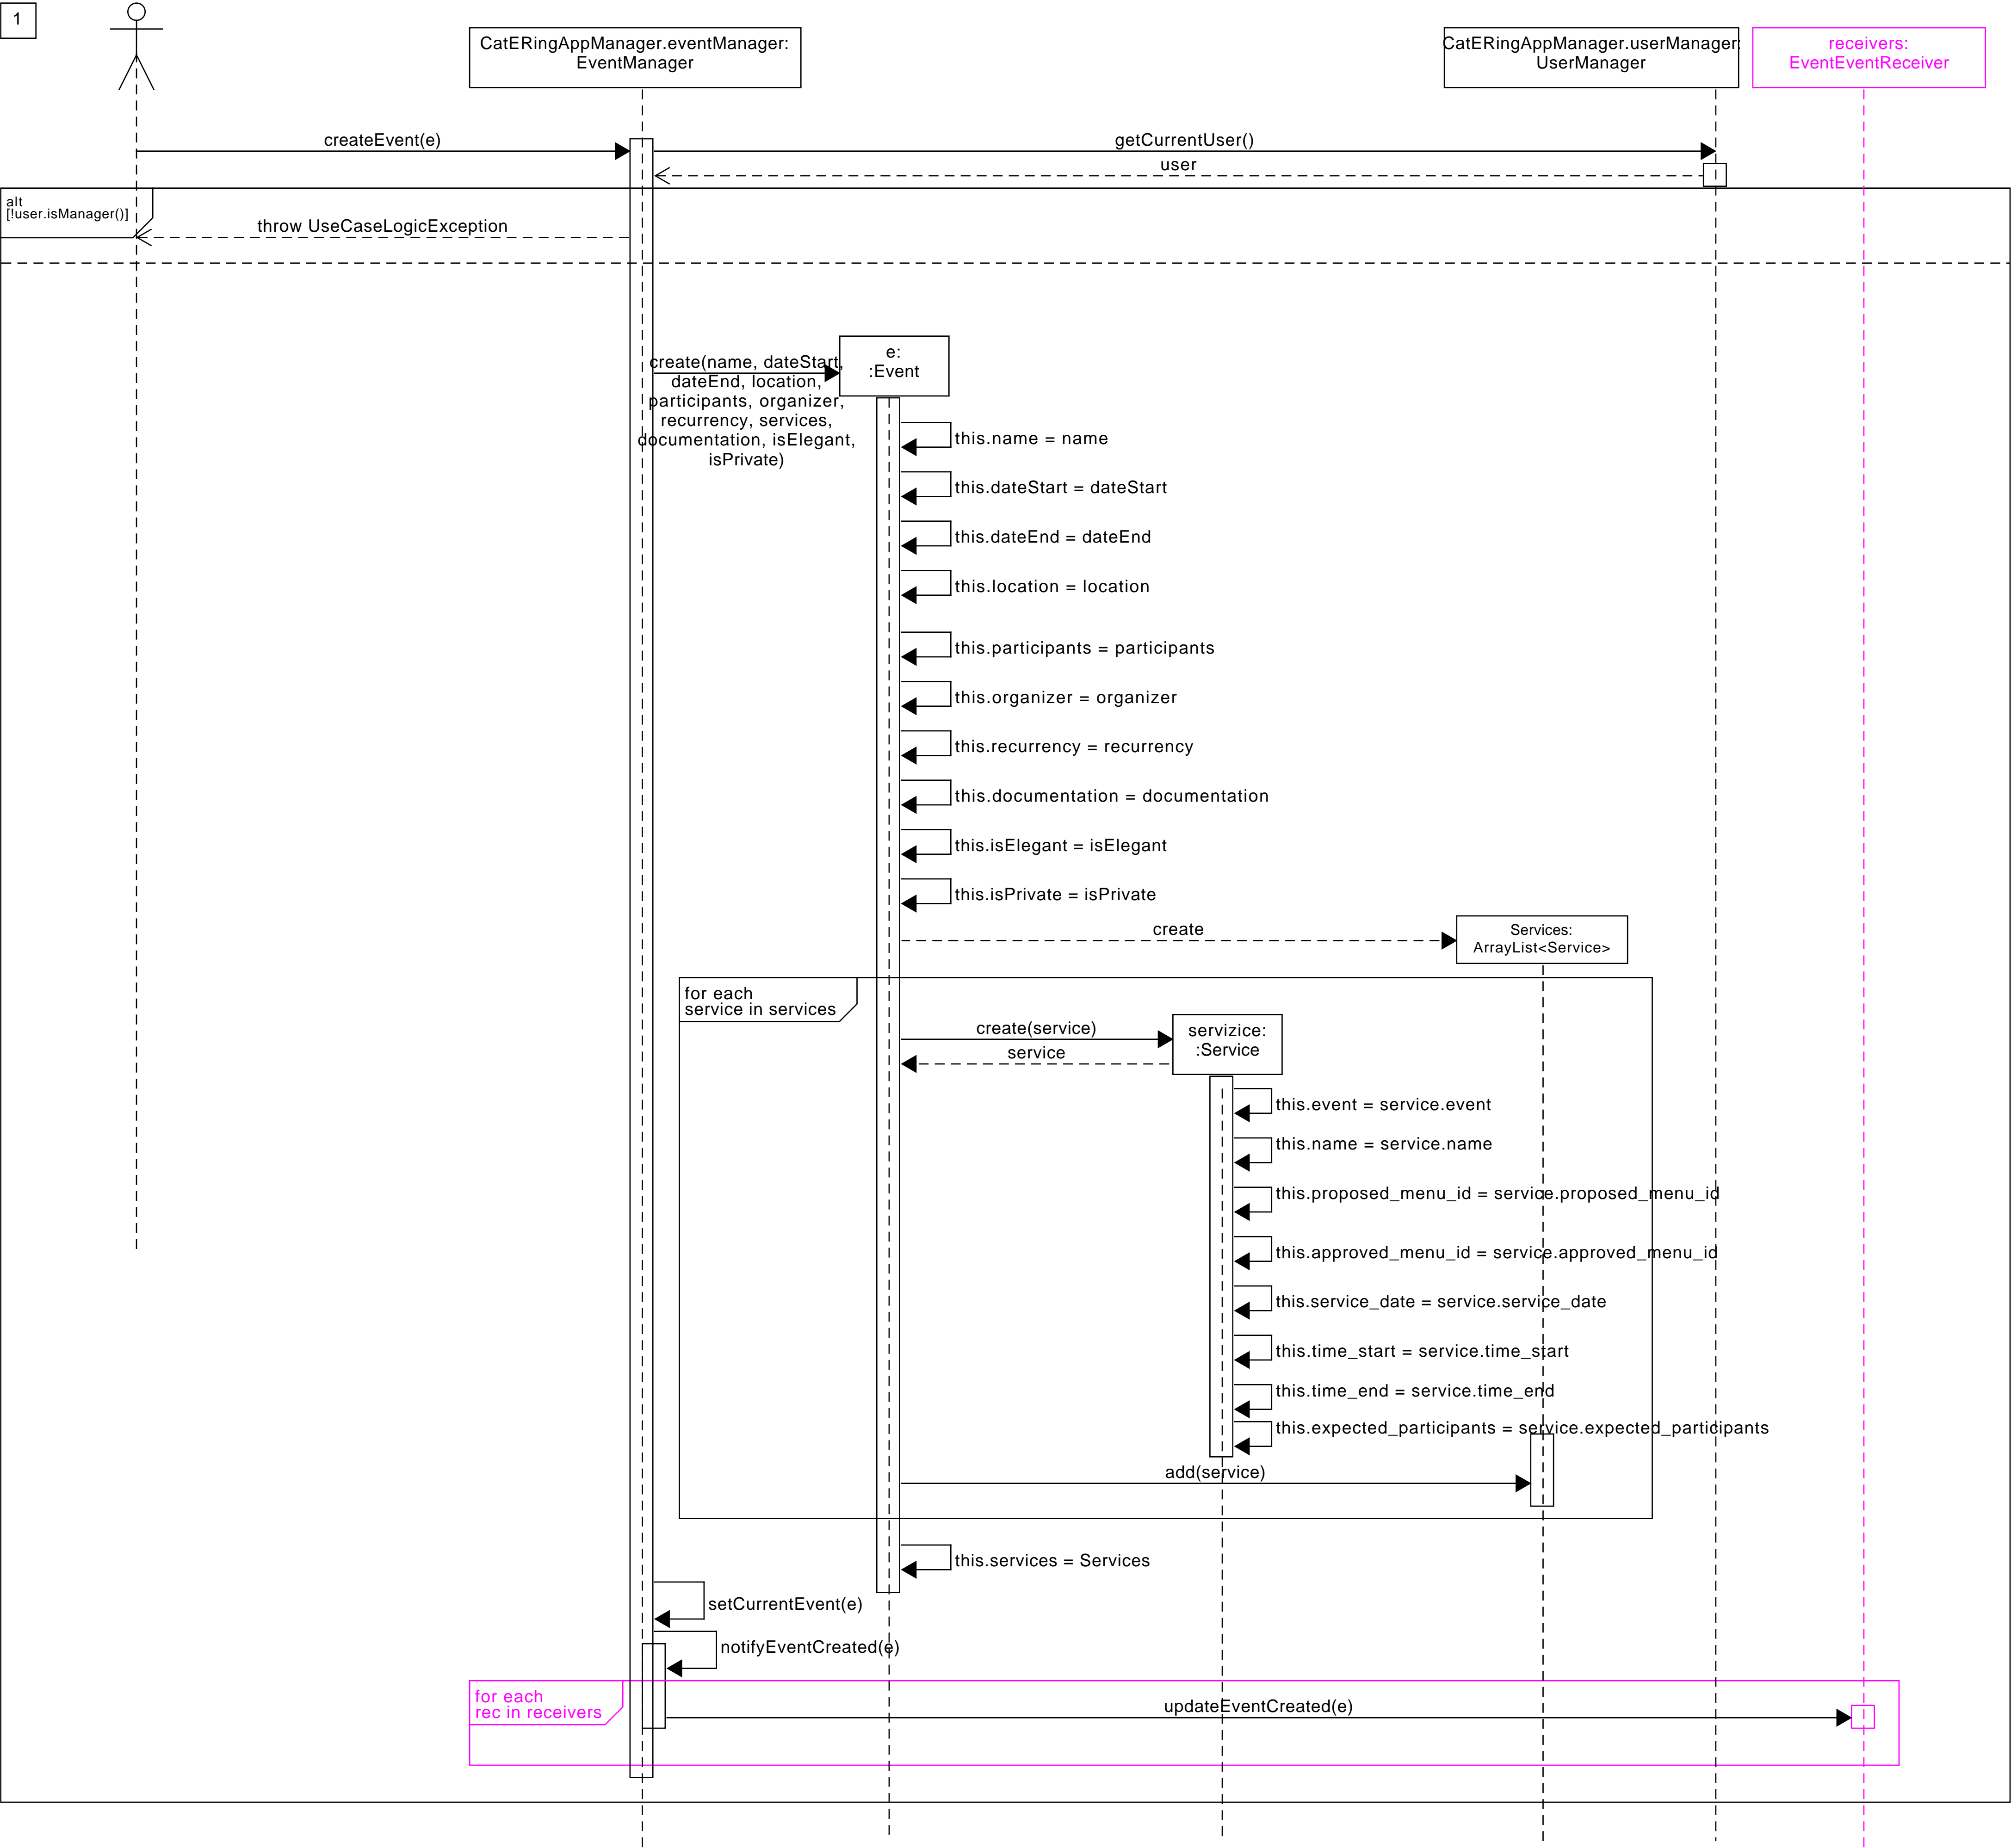 1
CatERingAppManager.eventManager:
EventManager
CatERingAppManager.userManager:
UserManager
receivers:
EventEventReceiver
createEvent(e)
getCurrentUser()
user
alt
[!user.isManager()]
throw UseCaseLogicException
create(name, dateStart,
dateEnd, location,
participants, organizer,
recurrency, services,
documentation, isElegant,
isPrivate)
e:
:Event
this.name = name
this.dateStart = dateStart
this.dateEnd = dateEnd
this.location = location
this.participants = participants
this.organizer = organizer
this.recurrency = recurrency
this.documentation = documentation
this.isElegant = isElegant
this.isPrivate = isPrivate
create
Services:
ArrayList<Service>
for each
service in services
create(service)
service
servizice:
:Service
this.event = service.event
this.name = service.name
this.proposed_menu_id = service.proposed_menu_id
this.approved_menu_id = service.approved_menu_id
this.service_date = service.service_date
this.time_start = service.time_start
this.time_end = service.time_end
this.expected_participants = service.expected_participants
add(service)
this.services = Services
setCurrentEvent(e)
notifyEventCreated(e)
for each
rec in receivers
updateEventCreated(e)